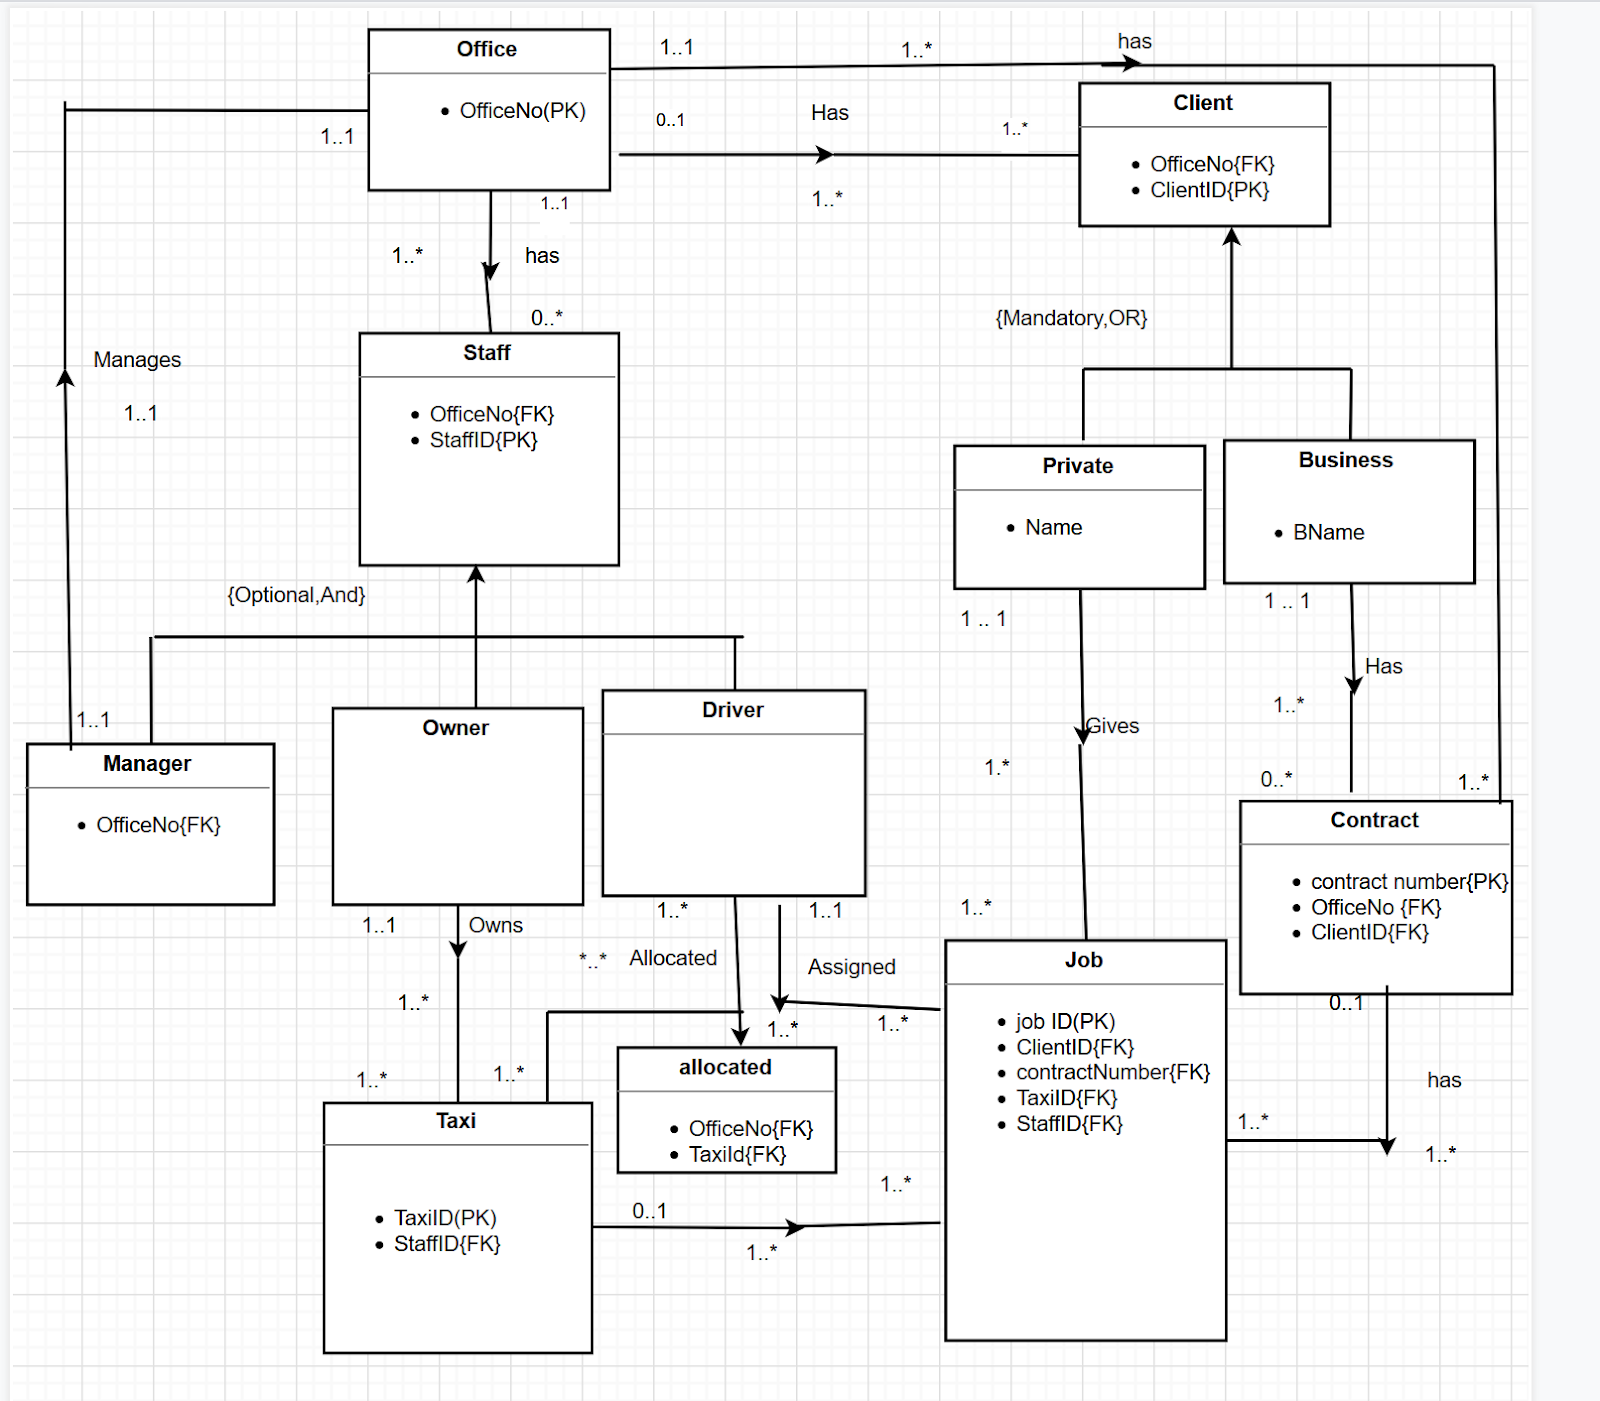 Office
OfficeNo(PK)
1..1
1..*
has
Client
OfficeNo{FK}
ClientID{PK}
0..1
Has
1..*
1..*
1..1
1..1
1..*
has
0..*
Staff
OfficeNo{FK}
StaffID{PK}
Manages
1..1
{Mandatory,OR}
Private
Name
Business
BName
{Optional,And}
1 .. 1
1 .. 1
Has
1..*
Gives
1.*
0..*
1..*
1..1
Manager
OfficeNo{FK}
Owner
Driver
Contract
contract number{PK}
OfficeNo {FK}
ClientID{FK}
1..1
Owns
1..*
1..*
1..1
*..*
Allocated
Assigned
1..*
1..*
1..*
Job
job ID(PK)
ClientID{FK}
contractNumber{FK}
TaxiID{FK}
StaffID{FK}
0..1
has
1..*
1..*
1..*
1..*
allocated
OfficeNo{FK}
TaxiId{FK}
Taxi
TaxiID(PK)
StaffID{FK}
0..1
1..*
1..*